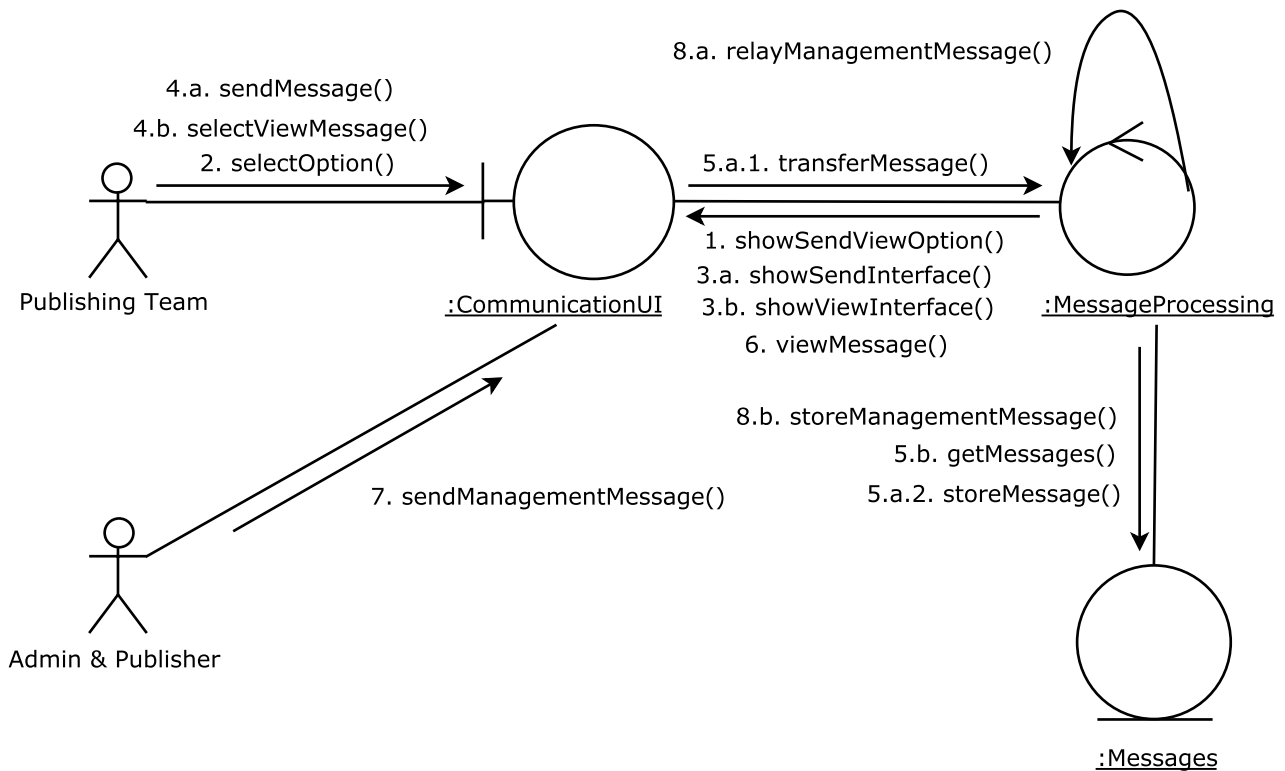 8.a. relayManagementMessage()
4.a. sendMessage()
4.b. selectViewMessage()
2. selectOption()
5.a.1. transferMessage()
1. showSendViewOption()
3.a. showSendInterface()
3.b. showViewInterface()
6. viewMessage()
Publishing Team
:CommunicationUI
:MessageProcessing
8.b. storeManagementMessage()
5.b. getMessages()
5.a.2. storeMessage()
7. sendManagementMessage()
Admin & Publisher
:Messages